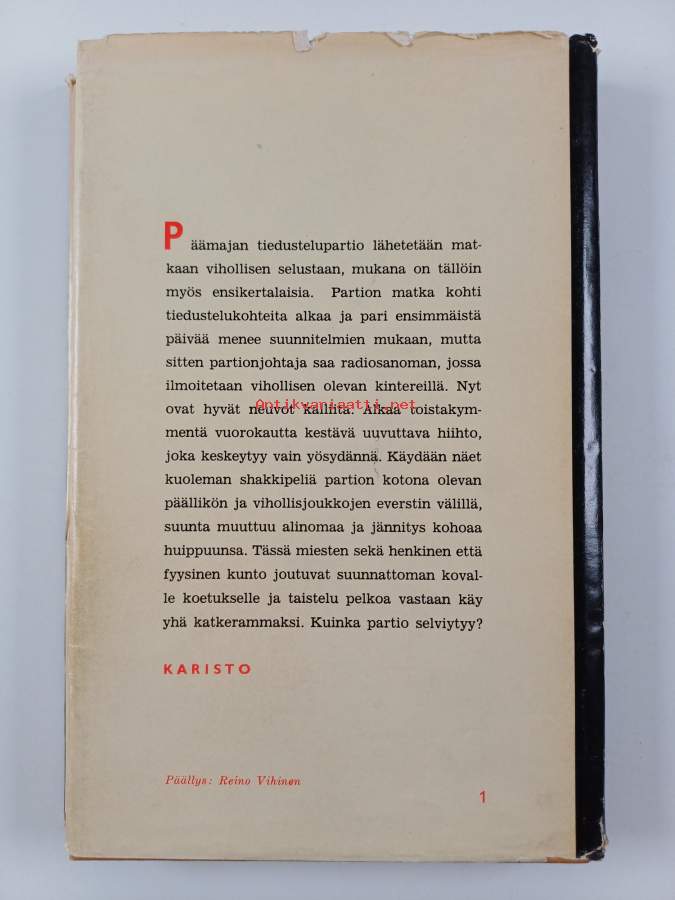 Päämajan tiedustelupartio lähetetään mat-
kaan vihollisen selustaan, mukana on tällöin
myös ensikertalaisia. Partion matka kohti
tiedustelukohteita alkaa ja pari ensimmäistä
päivää menee suunnitelmien mukaan, mutta
sitten partionjohtaja saa radiosanoman, jossa
ilmoitetaan vihollisen olevan kintereillä. Nyt
ovat hyvät neuvot kalliita. Alkaa toistakym-
Antikvariaatti.net
mentä vuorokautta kestävä uuvuttava hiihto,
joka keskeytyy vain yösydännä. Käydään näet
kuoleman shakkipeliä partion kotona olevan
päällikön ja vihollisjoukkojen everstin välillä,
suunta muuttuu alinomaa ja jännitys kohoaa
huippuunsa. Tässä miesten sekä henkinen että
fyysinen kunto joutuvat suunnattoman koval-
le koetukselle ja taistelu pelkoa vastaan käy
yhä katkerammaksi. Kuinka partio selviytyy?
KARISTO
Päällys: Reino Vihinen
1